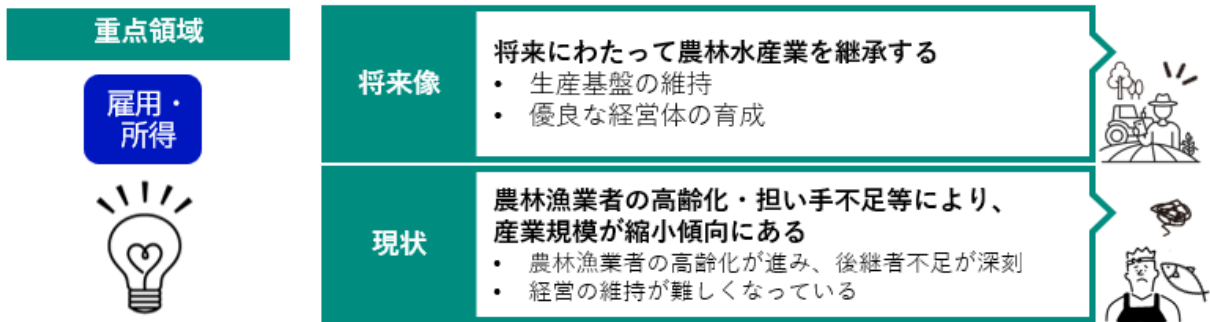 重点領域
雇用・
所得
将来像
将来にわたって農林水産業を継承する
• 生産基盤の維持
• 優良な経営体の育成
現状
農林漁業者の高齢化・担い手不足等により、
産業規模が縮小傾向にある
• 農林漁業者の高齢化が進み、後継者不足が深刻
• 経営の維持が難しくなっている